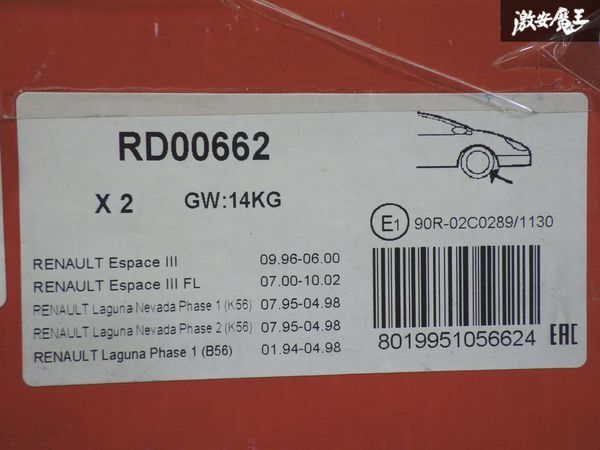 激安魔王
RD00662
X 2 GW:14KG
E1 90R-02C0289/1130
RENAULT Espace III 09.96-06.00
RENAULT Espace III FL 07.00-10.02
RENAULT Laguna Nevada Phase 1 (K56) 07.95-04.98
RENAULT Laguna Nevada Phase 2 (K56) 07.95-04.98
RENAULT Laguna Phase 1 (B56) 01.94-04.98
8019951056624 EAC